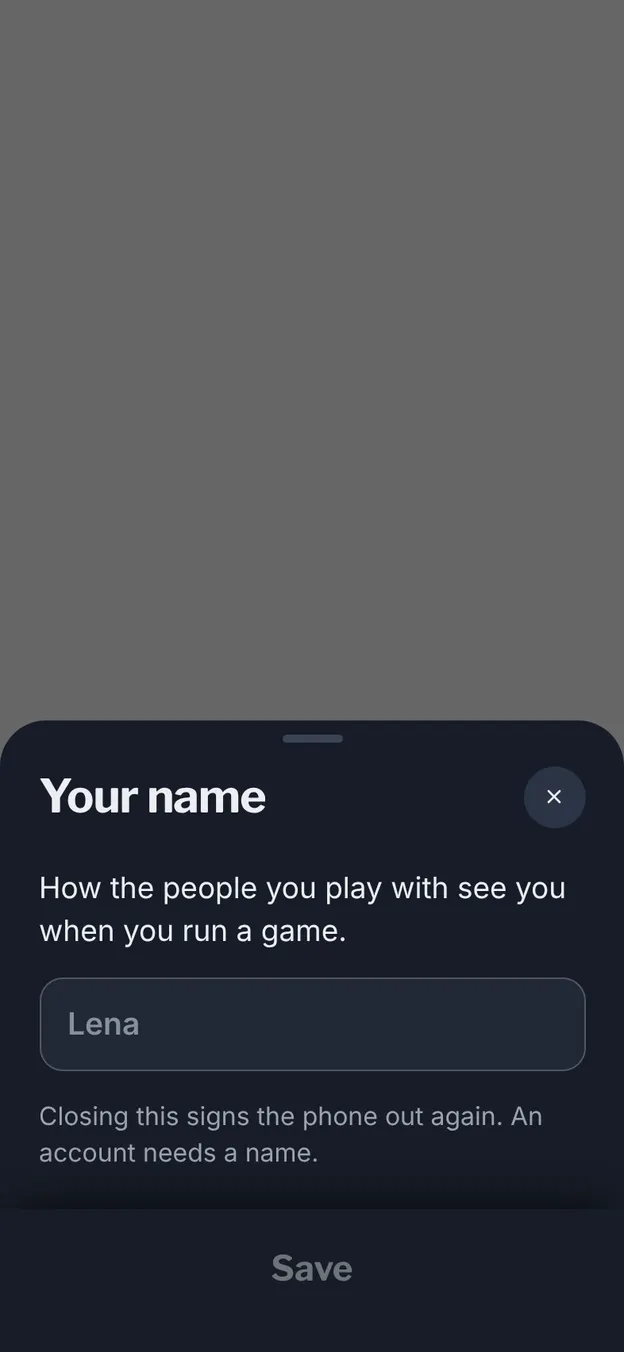 Your name
How the people you play with see you
when you run a game.
Lena
Closing this signs the phone out again. An
account needs a name.
Save